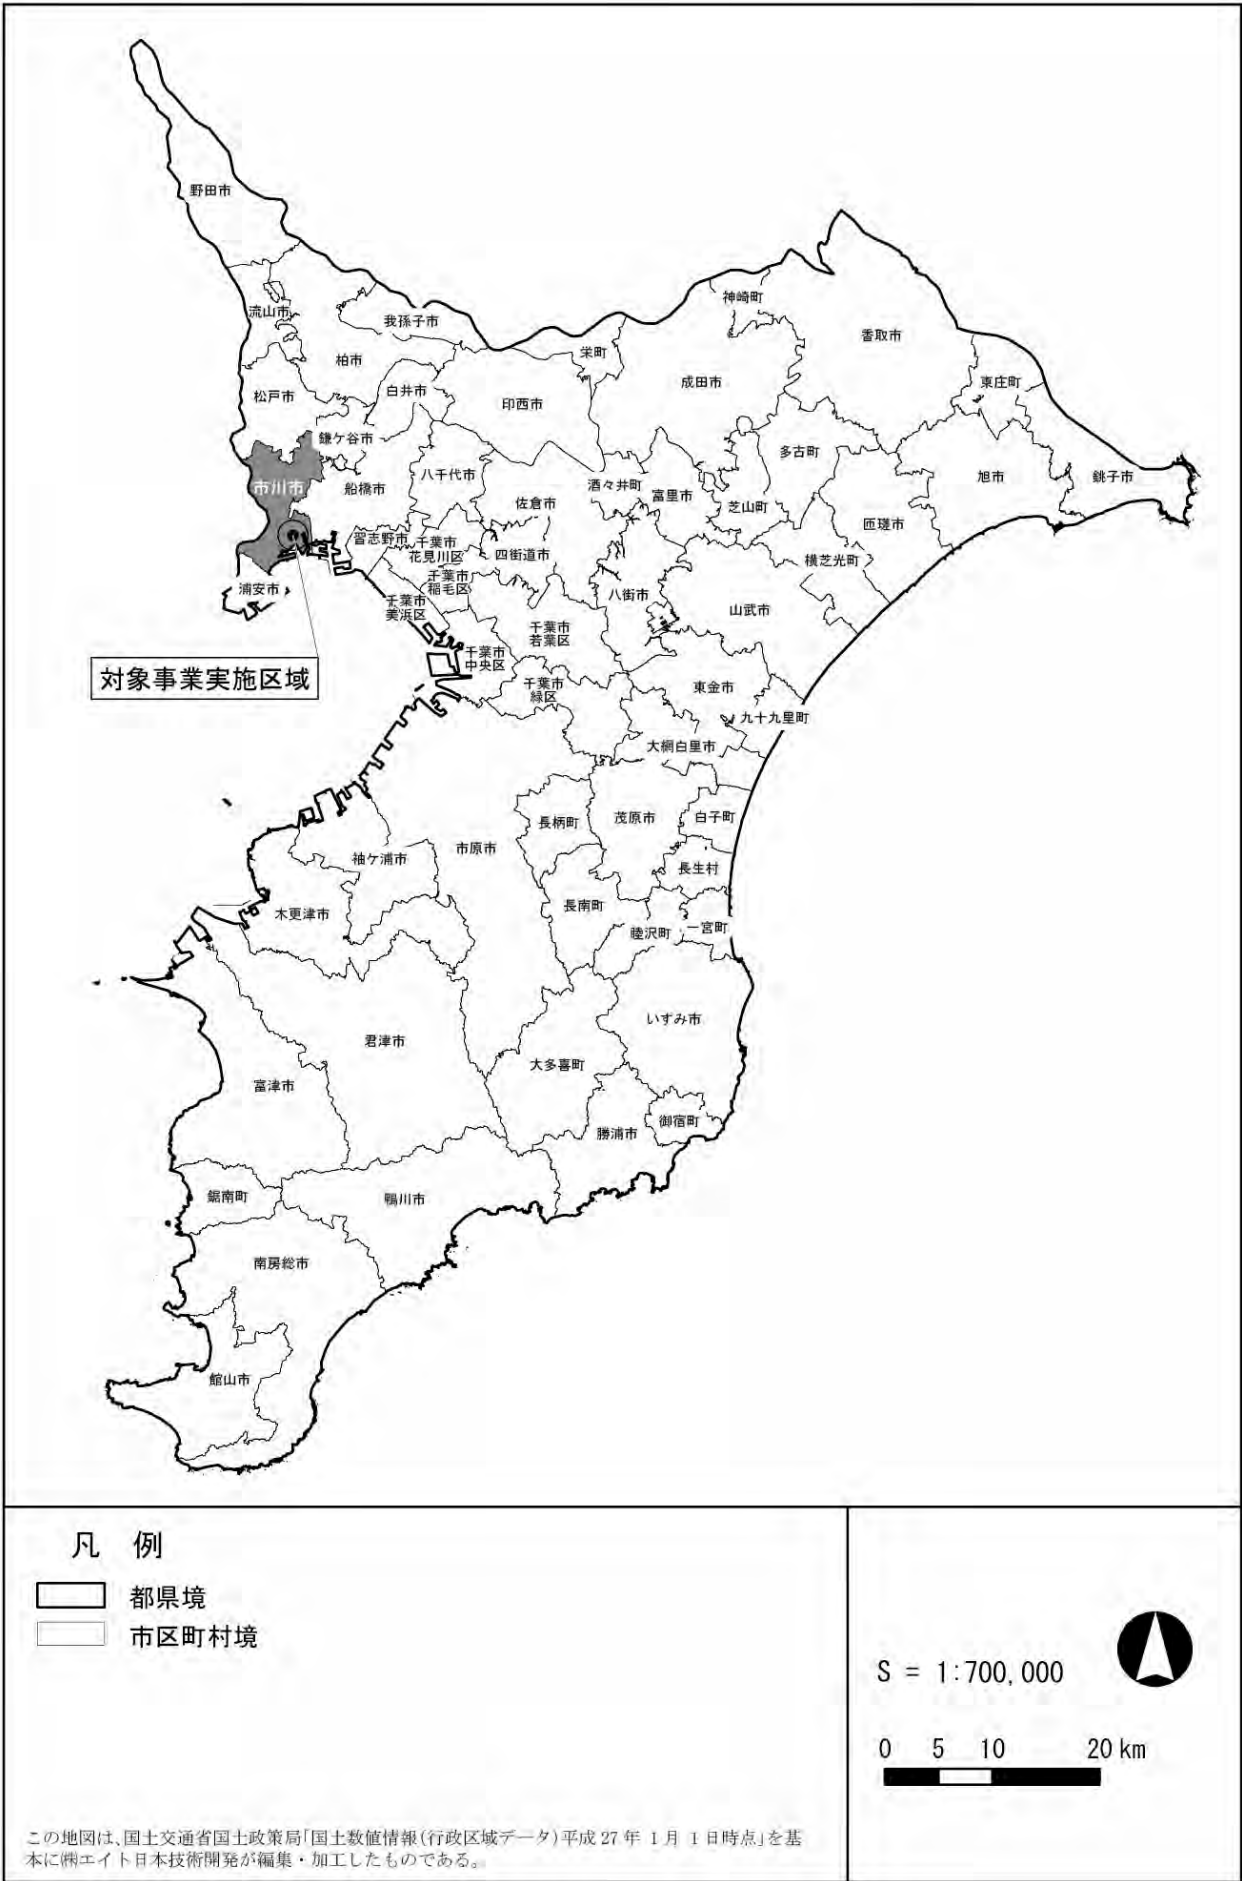 野田市
流山市
我孫子市
柏市
松戸市
白井市
鎌ケ谷市
市川市
船橋市
八千代市
印西市
栄町
成田市
神崎町
香取市
東庄町
多古町
旭市
銚子市
匝瑳市
佐倉市
酒々井町
富里市
芝山町
横芝光町
習志野市
千葉市
花見川区
四街道市
千葉市
稲毛区
千葉市
美浜区
浦安市
八街市
山武市
千葉市
若葉区
千葉市
中央区
千葉市
緑区
東金市
九十九里町
大網白里市
対象事業実施区域
長柄町
茂原市
白子町
市原市
袖ケ浦市
長生村
木更津市
長南町
睦沢町
一宮町
いすみ市
君津市
大多喜町
富津市
御宿町
勝浦市
鋸南町
鴨川市
南房総市
館山市
凡 例
都県境
市区町村境
S = 1:700,000
0 5 10 20 km
この地図は、国土交通省国土政策局「国土数値情報(行政区域データ)平成 27 年 1 月 1 日時点」を基
本に㈱エイト日本技術開発が編集・加工したものである。